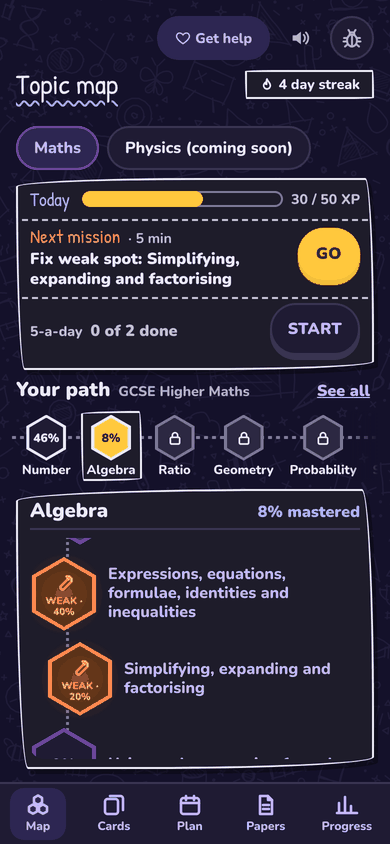 Get help
Topic map
4 day streak
Maths
Physics (coming soon)
Today
30 / 50 XP
Next mission · 5 min
Fix weak spot: Simplifying,
expanding and factorising
GO
5-a-day 0 of 2 done
START
Your path GCSE Higher Maths
See all
46%
8%
Number
Algebra
Ratio
Geometry
Probability
Algebra
8% mastered
WEAK ·
40%
Expressions, equations,
formulae, identities and
inequalities
WEAK ·
20%
Simplifying, expanding and
factorising
Map
Cards
Plan
Papers
Progress